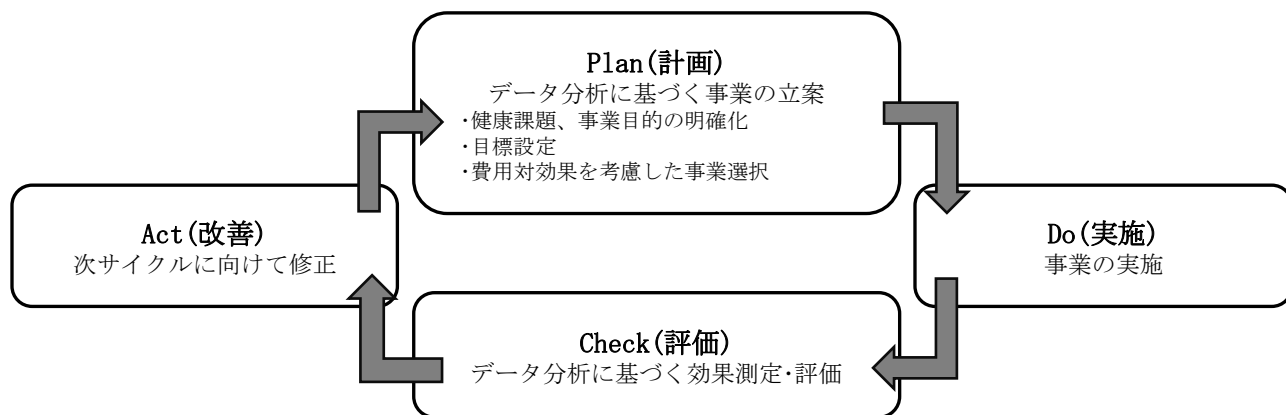 Plan(計画)
データ分析に基づく事業の立案
･健康課題、事業目的の明確化
･目標設定
･費用対効果を考慮した事業選択
Act(改善)
次サイクルに向けて修正
Do(実施)
事業の実施
Check(評価)
データ分析に基づく効果測定･評価